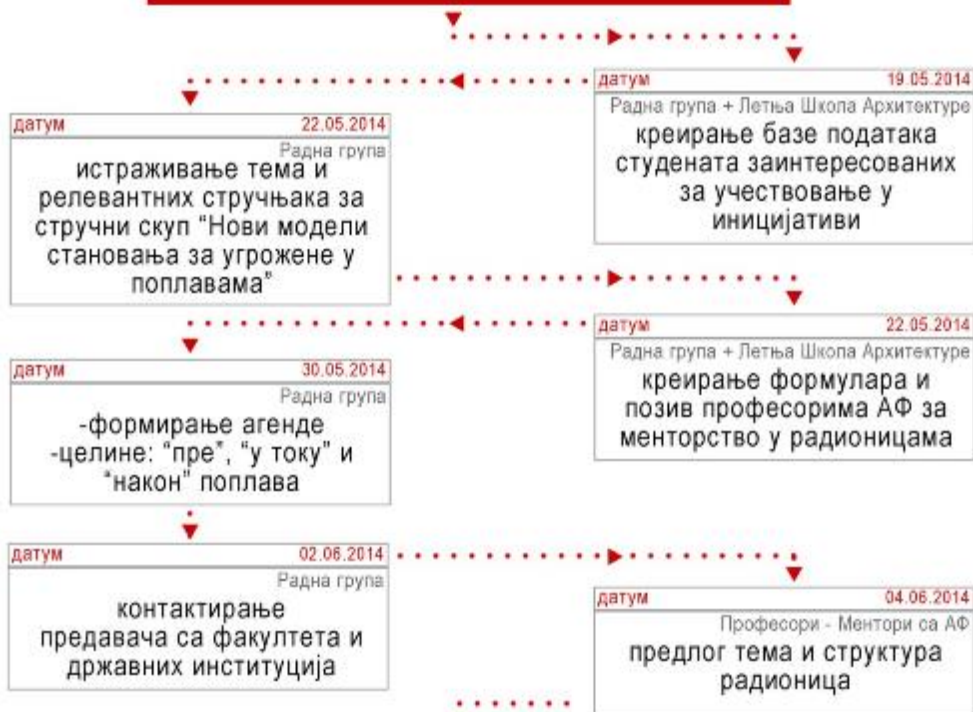 датум 19.05.2014
Радна група + Летња Школа Архитектуре
креирање базе података
студената заинтересованих
за учествовање у
иницијативи
датум 22.05.2014
Радна група
истраживање тема и
релевантних стручњака за
стручни скуп “Нови модели
становања за угрожене у
поплавама”
датум 22.05.2014
Радна група + Летња Школа Архитектуре
креирање формулара и
позив професорима АФ за
менторство у радионицама
датум 30.05.2014
Радна група
-формирање агенде
-целине: “пре”, “у току” и
“након” поплава
датум 02.06.2014
Радна група
контактирање
предавача са факултета и
државних институција
датум 04.06.2014
Професори - Ментори са АФ
предлог тема и структура
радионица